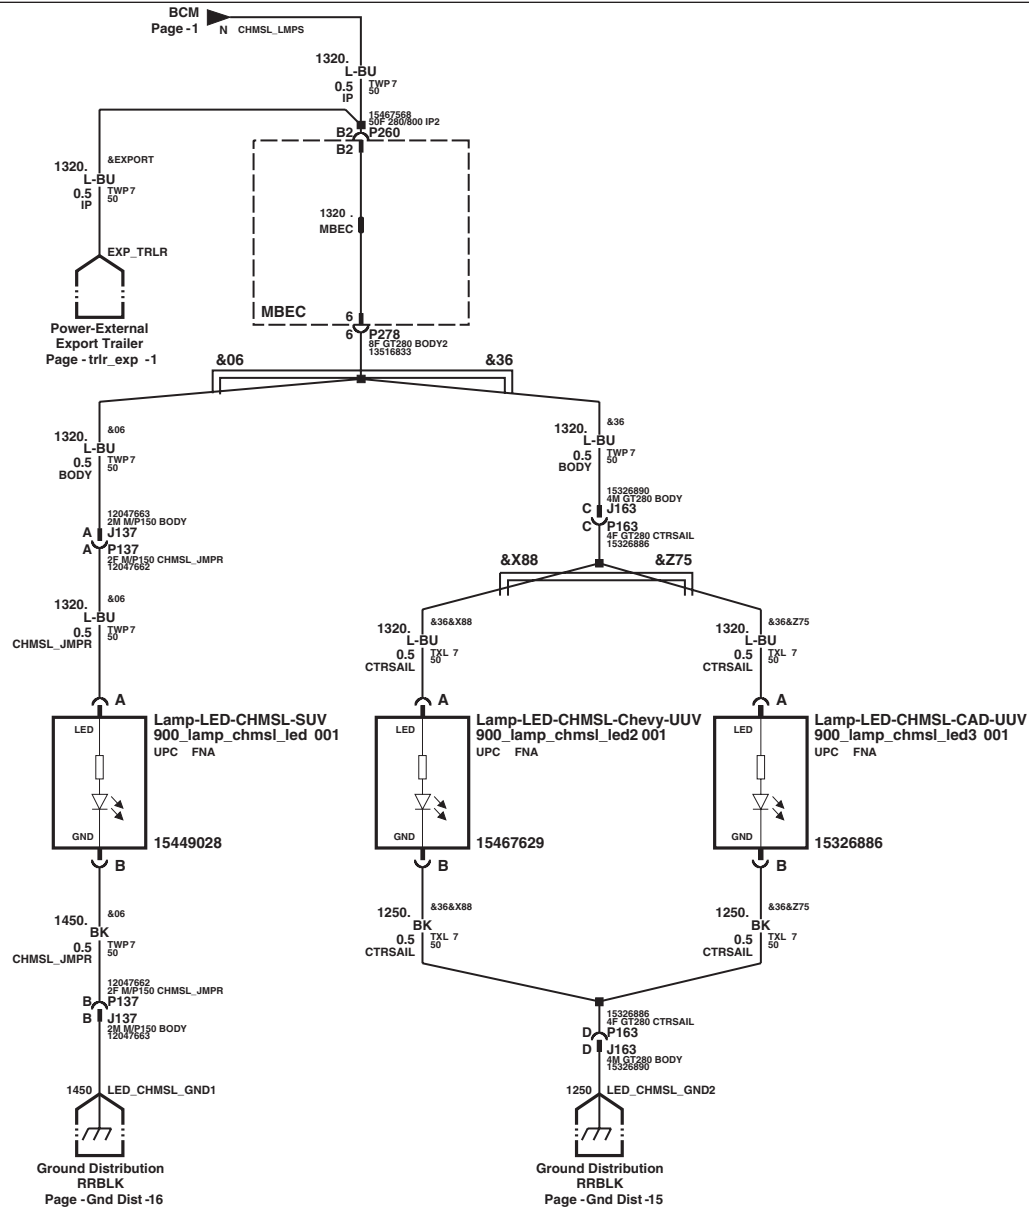 BCM
Page -1 N CHMSL_LMPS
1320.
L-BU
0.5 TWP 7
50
IP
15467568
50F 280/800 IP2
B2 P260
B2
&EXPORT
1320.
L-BU
0.5 TWP 7
50
IP
1320 .
MBEC
EXP_TRLR
MBEC
6
6 P278
8F GT280 BODY2
13516833
Power-External
Export Trailer
Page - trlr_exp -1
&06 &36
&06
1320.
L-BU
0.5 TWP 7
50
BODY
&36
1320.
L-BU
0.5 TWP 7
50
BODY
12047663
2M M/P150 BODY
A J137
A P137
2F M/P150 CHMSL_JMPR
12047662
15326890
4M GT280 BODY
C J163
C P163
4F GT280 CTRSAIL
15326886
&X88 &Z75
&06
1320.
L-BU
0.5 TWP 7
50
CHMSL_JMPR
&36&X88
1320.
L-BU
0.5 TXL 7
50
CTRSAIL
&36&Z75
1320.
L-BU
0.5 TXL 7
50
CTRSAIL
A
LED
Lamp-LED-CHMSL-SUV
900_lamp_chmsl_led 001
UPC FNA
GND
15449028
B
A
LED
Lamp-LED-CHMSL-Chevy-UUV
900_lamp_chmsl_led2 001
UPC FNA
GND
15467629
B
A
LED
Lamp-LED-CHMSL-CAD-UUV
900_lamp_chmsl_led3 001
UPC FNA
GND
15326886
B
&06
1450.
BK
0.5 TWP 7
50
CHMSL_JMPR
&36&X88
1250.
BK
0.5 TXL 7
50
CTRSAIL
&36&Z75
1250.
BK
0.5 TXL 7
50
CTRSAIL
12047662
2F M/P150 CHMSL_JMPR
B P137
B J137
2M M/P150 BODY
12047663
15326886
4F GT280 CTRSAIL
D P163
D J163
4M GT280 BODY
15326890
1450 LED_CHMSL_GND1
1250 LED_CHMSL_GND2
Ground Distribution
RRBLK
Page - Gnd Dist -16
Ground Distribution
RRBLK
Page - Gnd Dist -15